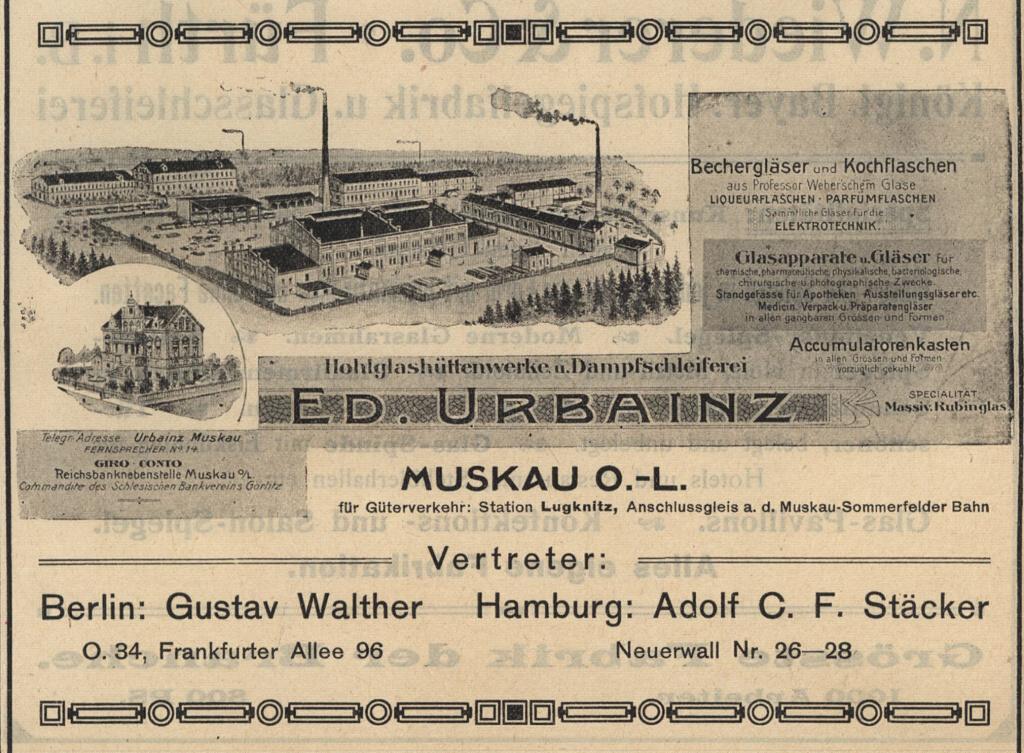 Bechergläser und Kochflaschen
aus Professor Weber'schem Glase
LIQUEURFLASCHEN · PARFÜMFLASCHEN
Sämmtliche Gläser für die
ELEKTROTECHNIK.
Glasapparate u. Gläser für
chemische, pharmaceutische, physikalische, bacteriologische,
chirurgische u. photographische Zwecke.
Standgefässe für Apotheken · Ausstellungsgläser etc.
Medicin. Verpack- u. Präparatengläser
in allen gangbaren Grössen und Formen
Accumulatorenkasten
in allen Grössen und Formen
vorzüglich gekühlt.
SPECIALITÄT
Massiv. Rubinglas
Hohlglashüttenwerke u. Dampfschleiferei
ED. URBAINZ
Telegr. Adresse: Urbainz Muskau
FERNSPRECHER No. 14.
GIRO-CONTO
Reichsbanknebenstelle Muskau O/L.
Commandite des Schlesischen Bankvereins Görlitz
MUSKAU O.-L.
für Güterverkehr: Station Lugknitz, Anschlussgleis a. d. Muskau-Sommerfelder Bahn
Vertreter:
Berlin: Gustav Walther
O. 34, Frankfurter Allee 96
Hamburg: Adolf C. F. Stäcker
Neuerwall Nr. 26—28